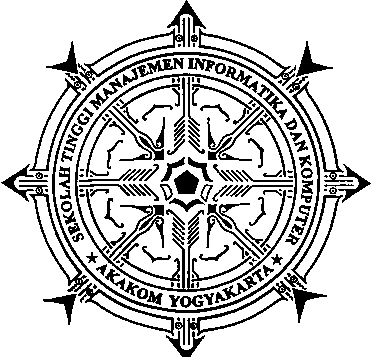 SEKOLAH TINGGI MANAJEMEN INFORMATIKA DAN KOMPUTER
★ AKAKOM YOGYAKARTA ★